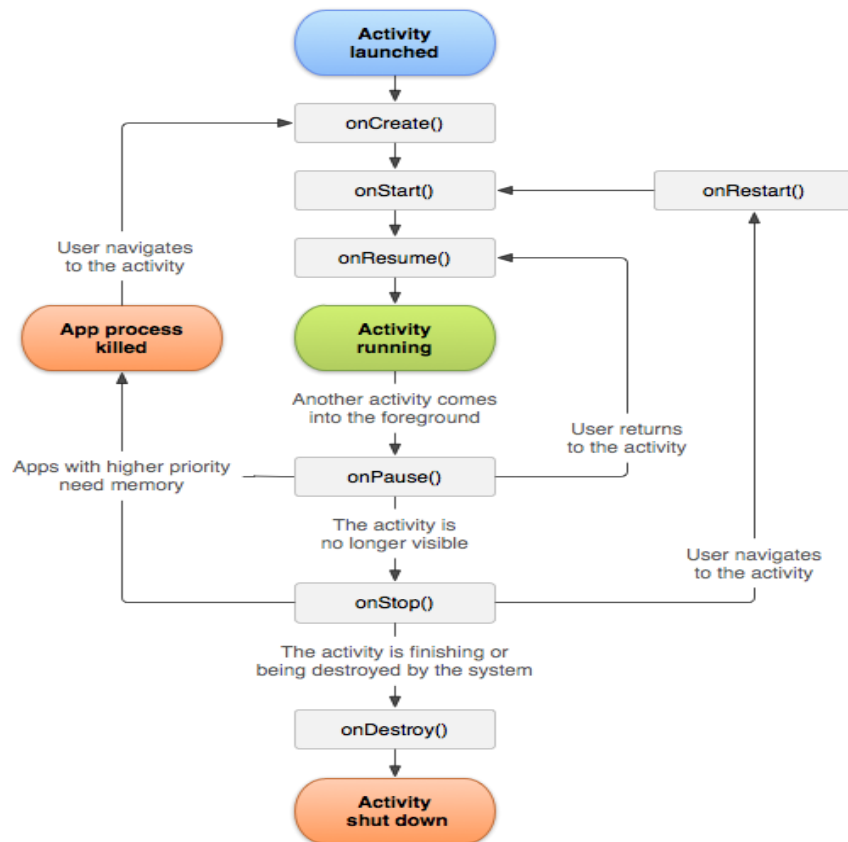 Activity
launched
onCreate()
onStart()
onRestart()
User navigates
to the activity
onResume()
App process
killed
Activity
running
Another activity comes
into the foreground
User returns
to the activity
Apps with higher priority
need memory
onPause()
The activity is
no longer visible
User navigates
to the activity
onStop()
The activity is finishing or
being destroyed by the system
onDestroy()
Activity
shut down